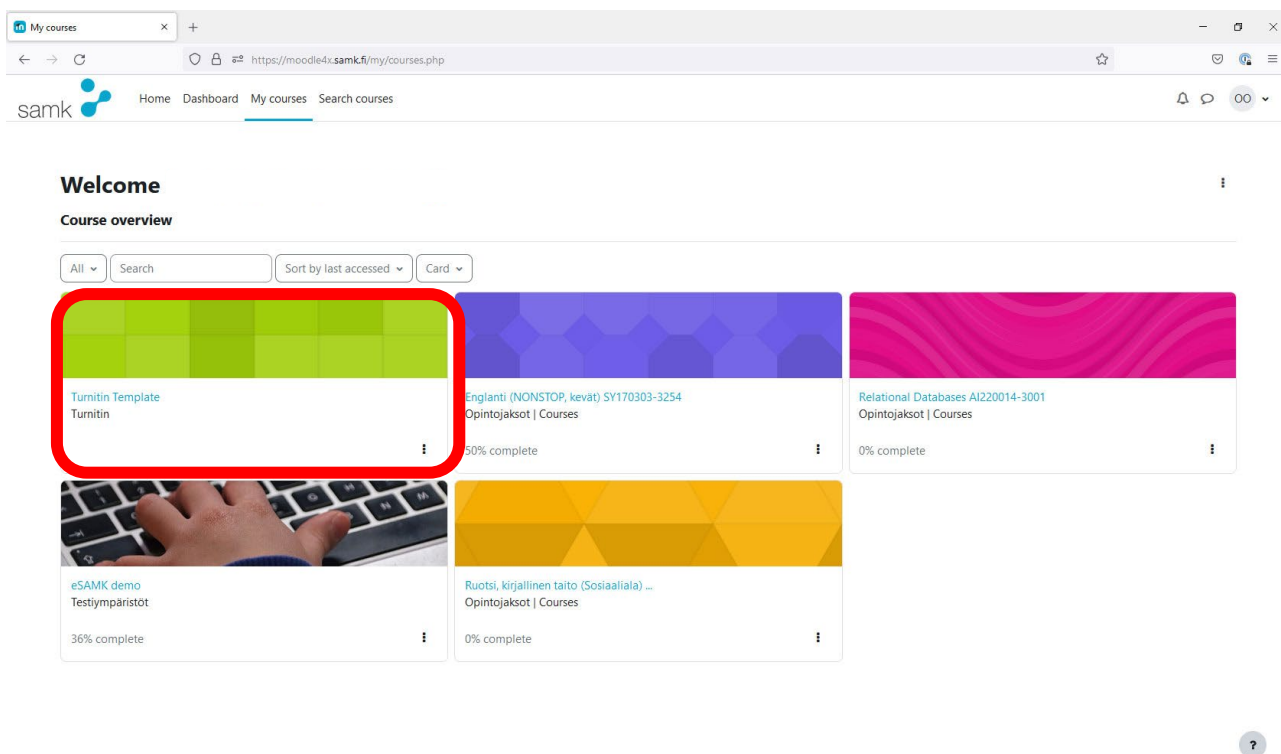 My courses
https://moodle4x.samk.fi/my/courses.php
samk
Home Dashboard My courses Search courses
OO
Welcome
Course overview
All Search Sort by last accessed Card
Turnitin Template
Turnitin
Englanti (NONSTOP, kevät) SY170303-3254
Opintojaksot | Courses
50% complete
Relational Databases AI220014-3001
Opintojaksot | Courses
0% complete
eSAMK demo
Testiympäristöt
36% complete
Ruotsi, kirjallinen taito (Sosiaaliala) ...
Opintojaksot | Courses
0% complete
?